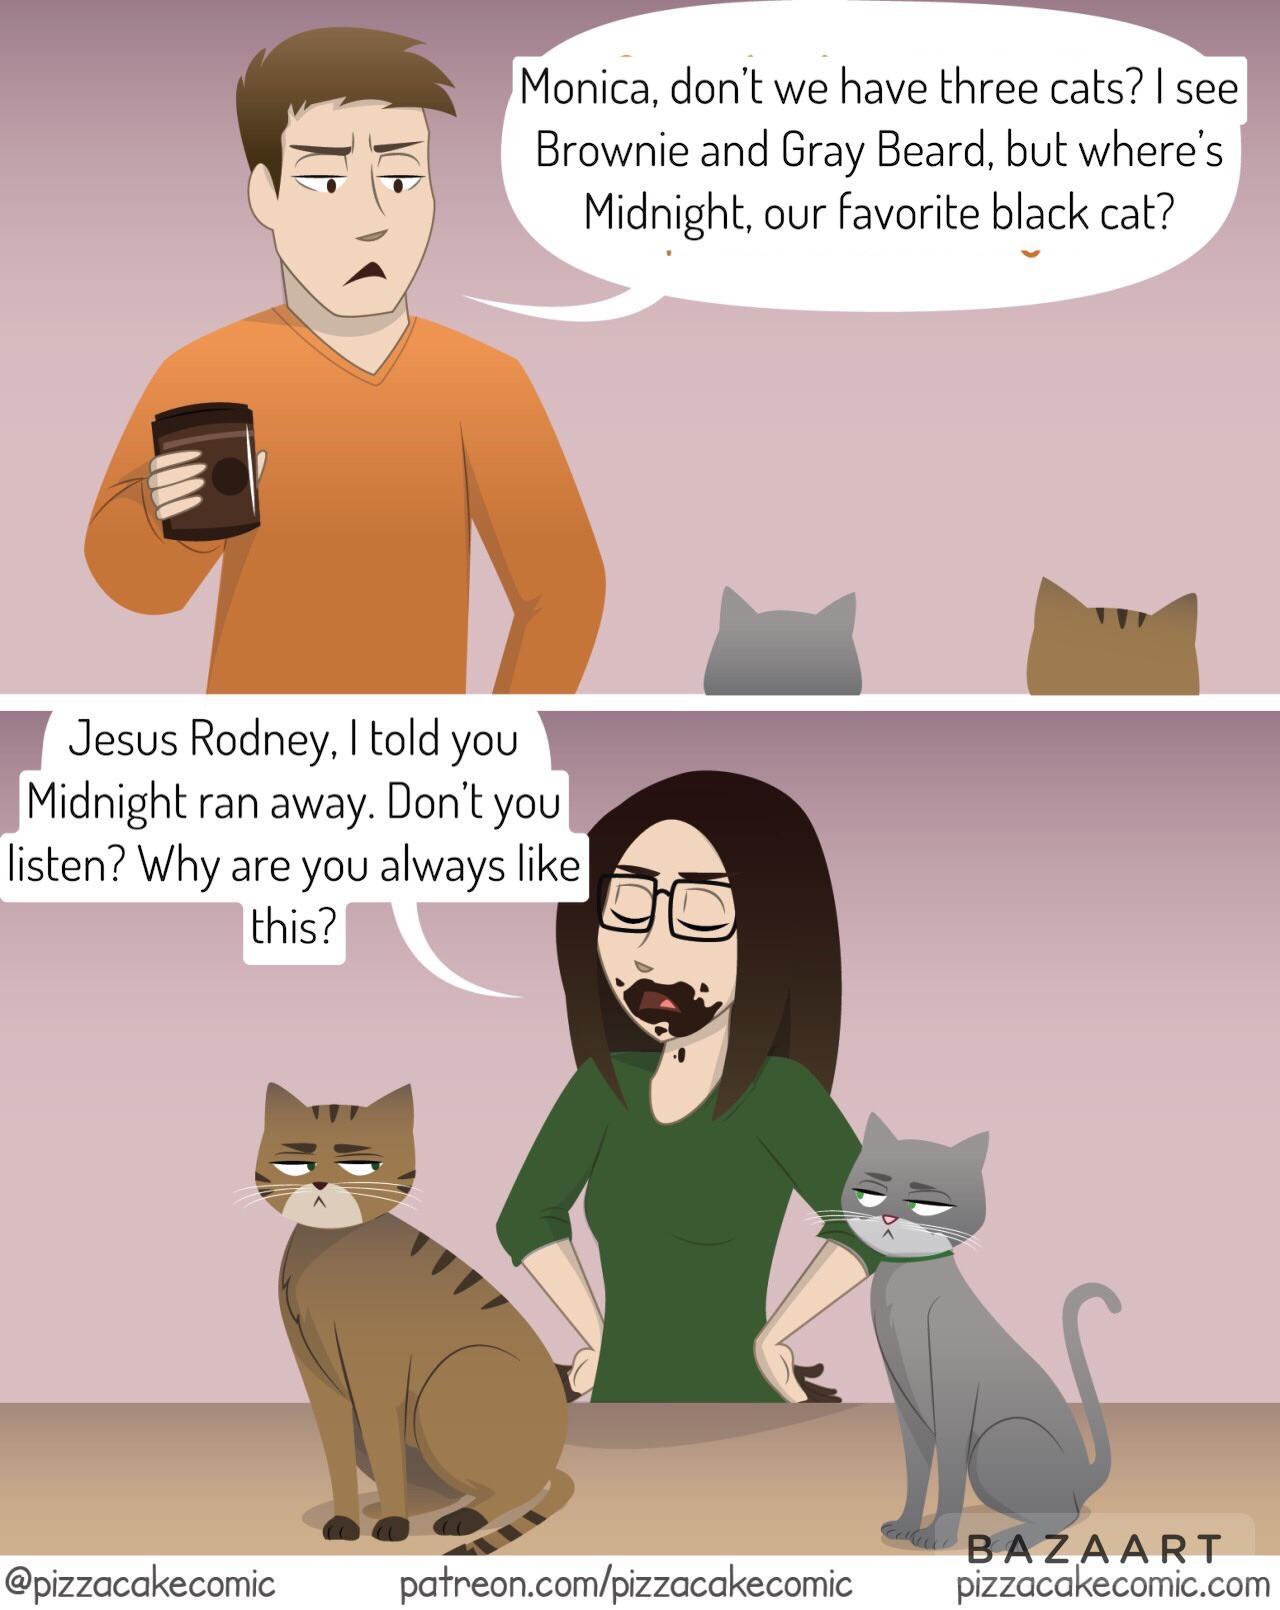 Monica, don't we have three cats? I see
Brownie and Gray Beard, but where's
Midnight, our favorite black cat?
Jesus Rodney, I told you
Midnight ran away. Don't you
listen? Why are you always like
this?
BAZAART
@pizzacakecomic patreon.com/pizzacakecomic pizzacakecomic.com